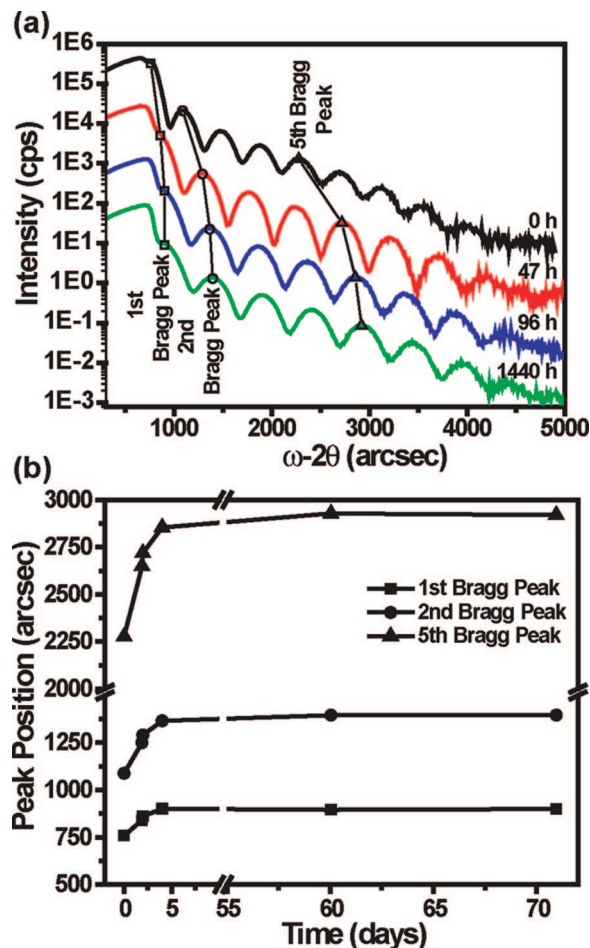 (a)
1E6
1E5
1E4
1E3
1E2
1E1
1E0
1E-1
1E-2
1E-3
Intensity (cps)
5th Bragg
Peak
1st
Bragg Peak
2nd
Bragg Peak
0 h
47 h
96 h
1440 h
1000 2000 3000 4000 5000
ω-2θ (arcsec)
(b)
3000
2750
2500
2250
2000
1250
1000
750
500
Peak Position (arcsec)
1st Bragg Peak
2nd Bragg Peak
5th Bragg Peak
0 5 55 60 65 70
Time (days)